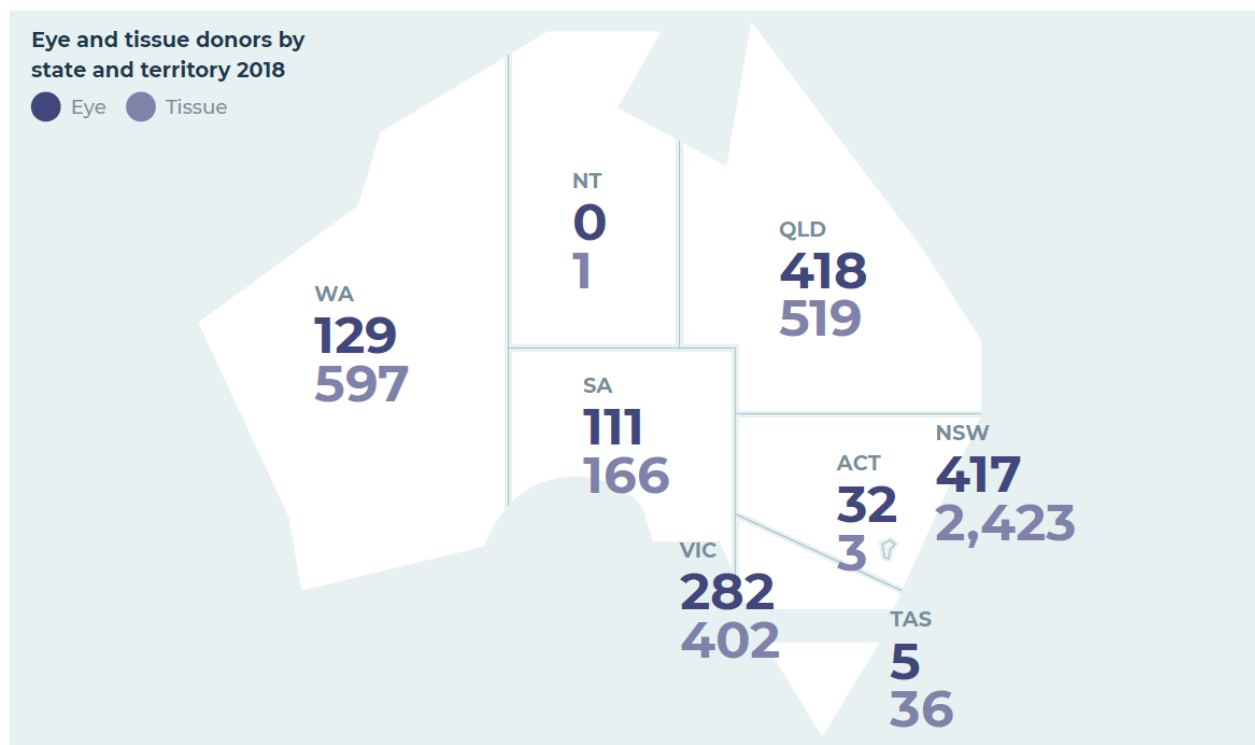 Eye and tissue donors by
state and territory 2018
Eye Tissue
NT
0
1
QLD
418
519
WA
129
597
SA
111
166
NSW
417
2,423
ACT
32
3
VIC
282
402
TAS
5
36